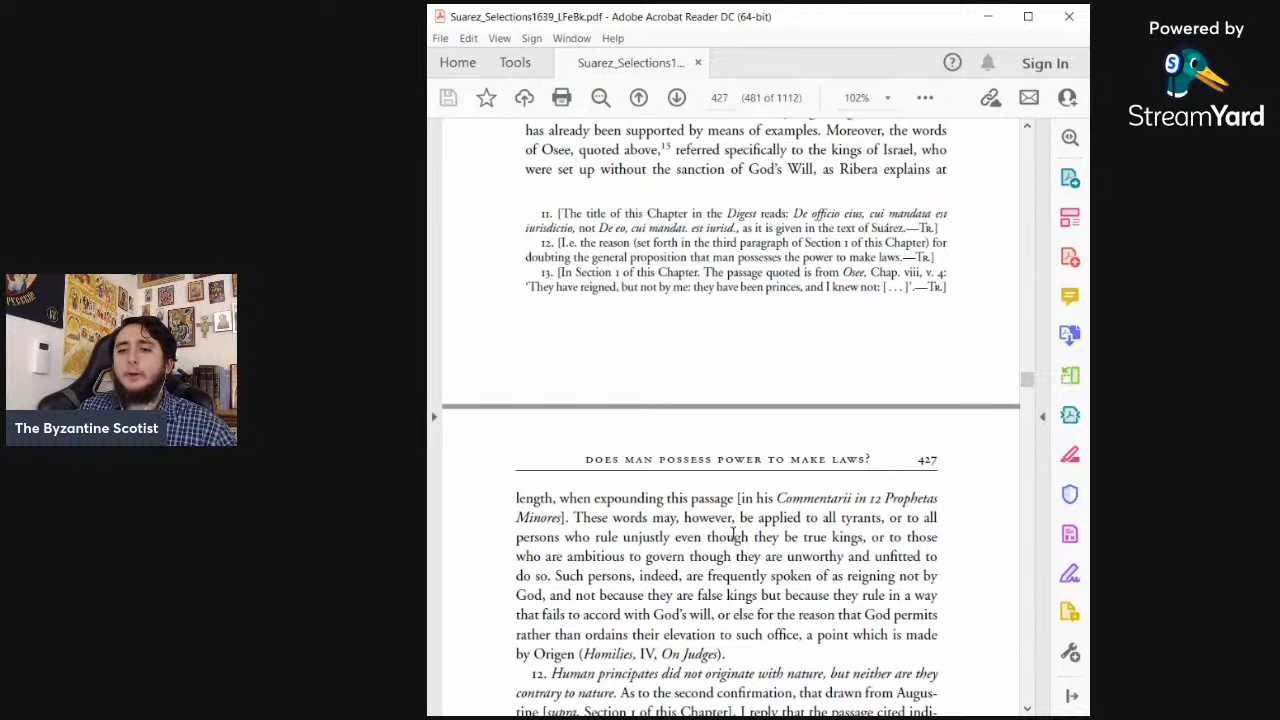 Suarez_Selections1639_LFeBk.pdf - Adobe Acrobat Reader DC (64-bit)
File Edit View Sign Window Help
Home Tools Suarez_Selections1... × Sign In
427 (481 of 1112) 102%
Powered by
StreamYard
has already been supported by means of examples. Moreover, the words
of Osee, quoted above,13 referred specifically to the kings of Israel, who
were set up without the sanction of God's Will, as Ribera explains at
11. [The title of this Chapter in the Digest reads: De officio eius, cui mandata est
iurisdictio, not De eo, cui mandat. est iurisd., as it is given in the text of Suárez.—Tr.]
12. [I.e. the reason (set forth in the third paragraph of Section 1 of this Chapter) for
doubting the general proposition that man possesses the power to make laws.—Tr.]
13. [In Section 1 of this Chapter. The passage quoted is from Osee, Chap. viii, v. 4:
'They have reigned, but not by me: they have been princes, and I knew not: [ . . . ]'.—Tr.]
DOES MAN POSSESS POWER TO MAKE LAWS? 427
length, when expounding this passage [in his Commentarii in 12 Prophetas
Minores]. These words may, however, be applied to all tyrants, or to all
persons who rule unjustly even though they be true kings, or to those
who are ambitious to govern though they are unworthy and unfitted to
do so. Such persons, indeed, are frequently spoken of as reigning not by
God, and not because they are false kings but because they rule in a way
that fails to accord with God's will, or else for the reason that God permits
rather than ordains their elevation to such office, a point which is made
by Origen (Homilies, IV, On Judges).
12. Human principates did not originate with nature, but neither are they
contrary to nature. As to the second confirmation, that drawn from Augus-
tine [supra, Section 1 of this Chapter], I reply that the passage cited indi-
The Byzantine Scotist